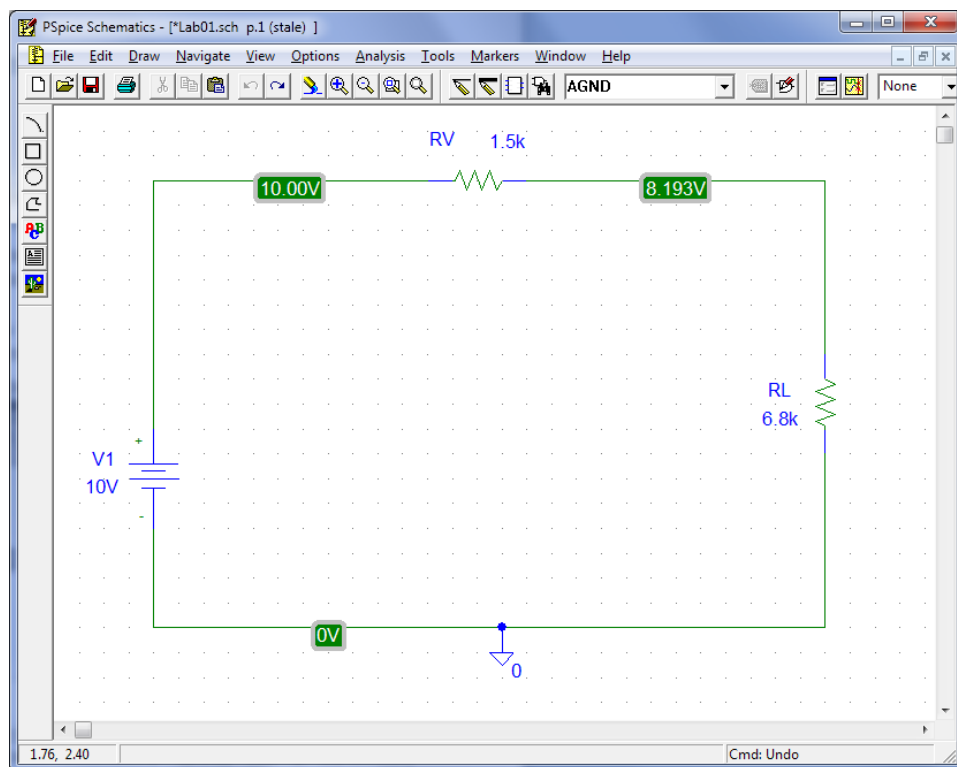 PSpice Schematics - [*Lab01.sch p.1 (stale) ]
File Edit Draw Navigate View Options Analysis Tools Markers Window Help
AGND None
ABC
RV 1.5k
10.00V 8.193V
RL
6.8k
+
V1
10V
-
0V
0
1.76, 2.40 Cmd: Undo